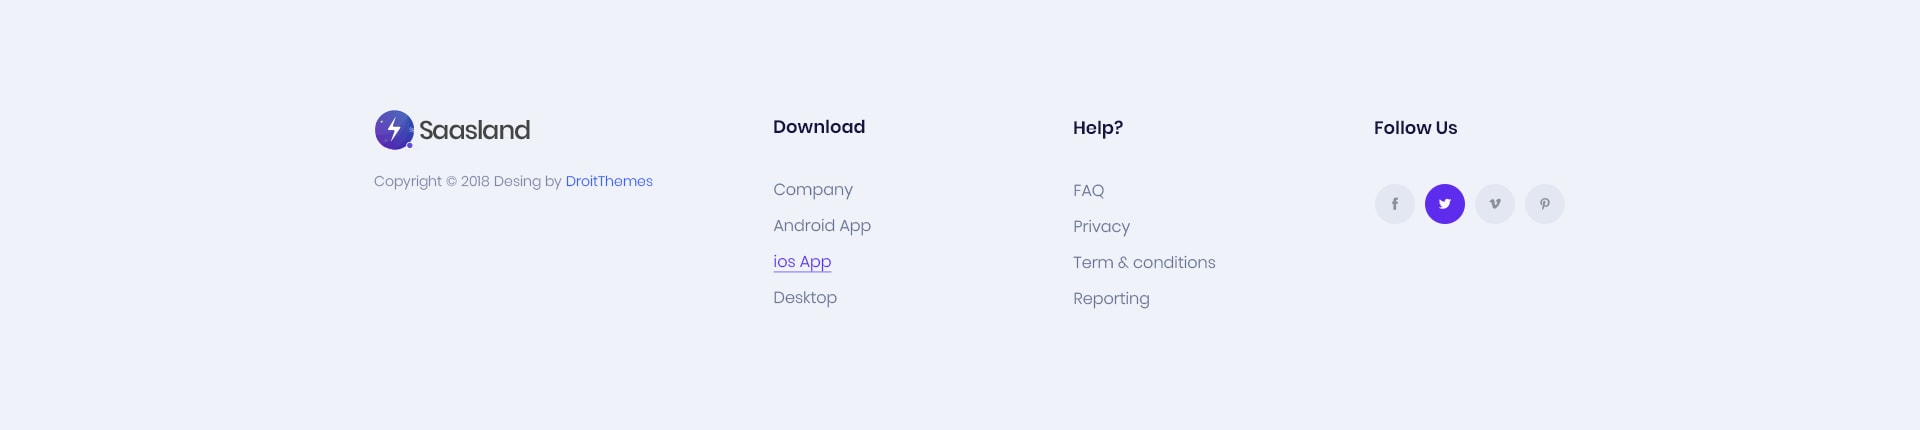 Saasland
Copyright © 2018 Desing by DroitThemes
Download
Company
Android App
ios App
Desktop
Help?
FAQ
Privacy
Term & conditions
Reporting
Follow Us